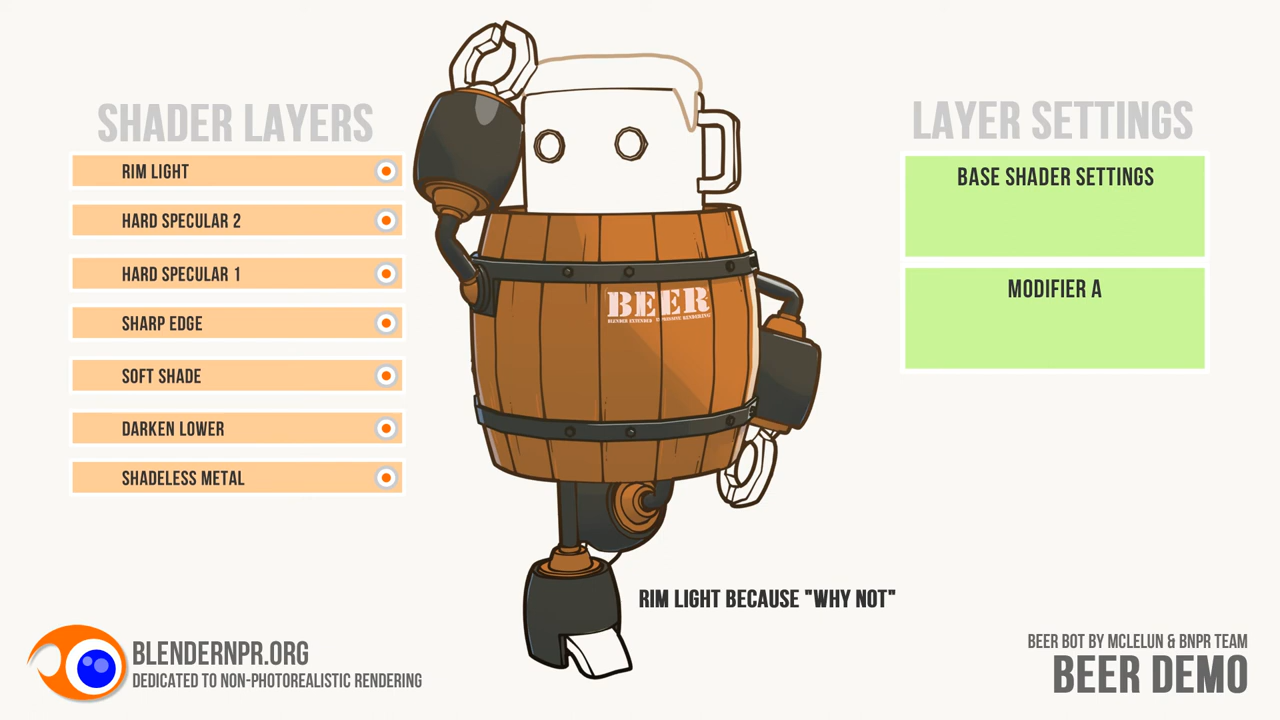 SHADER LAYERS
RIM LIGHT
HARD SPECULAR 2
HARD SPECULAR 1
SHARP EDGE
SOFT SHADE
DARKEN LOWER
SHADELESS METAL
BEER
BLENDER EXTENDED
LAYER SETTINGS
BASE SHADER SETTINGS
MODIFIER A
RIM LIGHT BECAUSE "WHY NOT"
BLENDERNPR.ORG
DEDICATED TO NON-PHOTOREALISTIC RENDERING
BEER BOT BY MCLELUN & BNPR TEAM
BEER DEMO